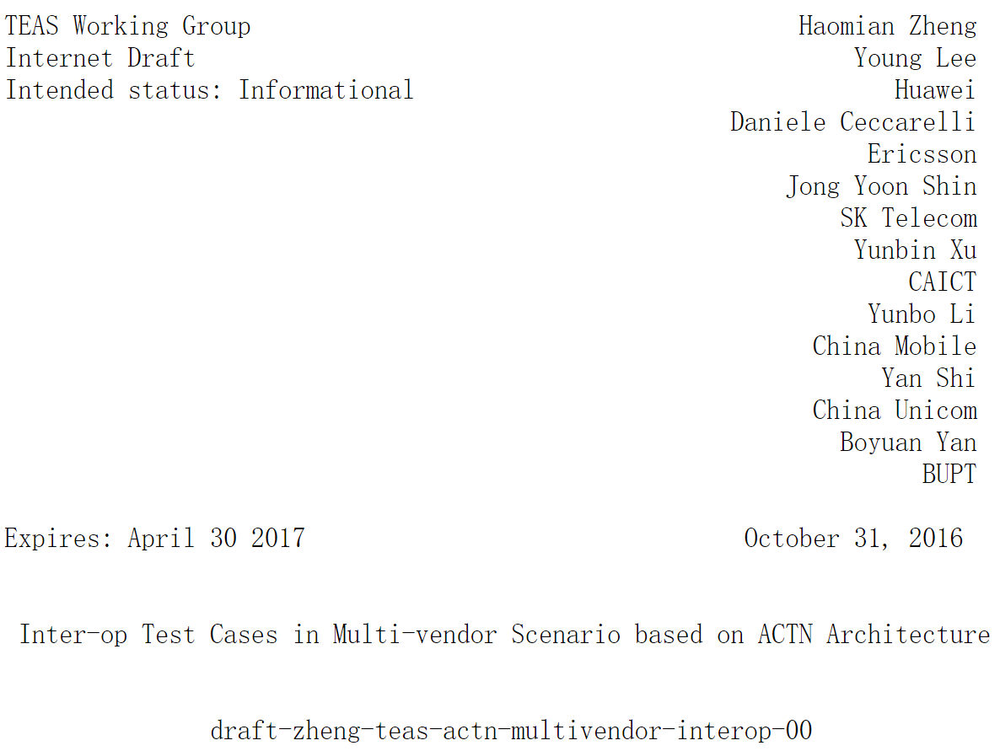 TEAS Working Group Haomian Zheng
Internet Draft Young Lee
Intended status: Informational Huawei
Daniele Ceccarelli
Ericsson
Jong Yoon Shin
SK Telecom
Yunbin Xu
CAICT
Yunbo Li
China Mobile
Yan Shi
China Unicom
Boyuan Yan
BUPT
Expires: April 30 2017 October 31, 2016
Inter-op Test Cases in Multi-vendor Scenario based on ACTN Architecture
draft-zheng-teas-actn-multivendor-interop-00